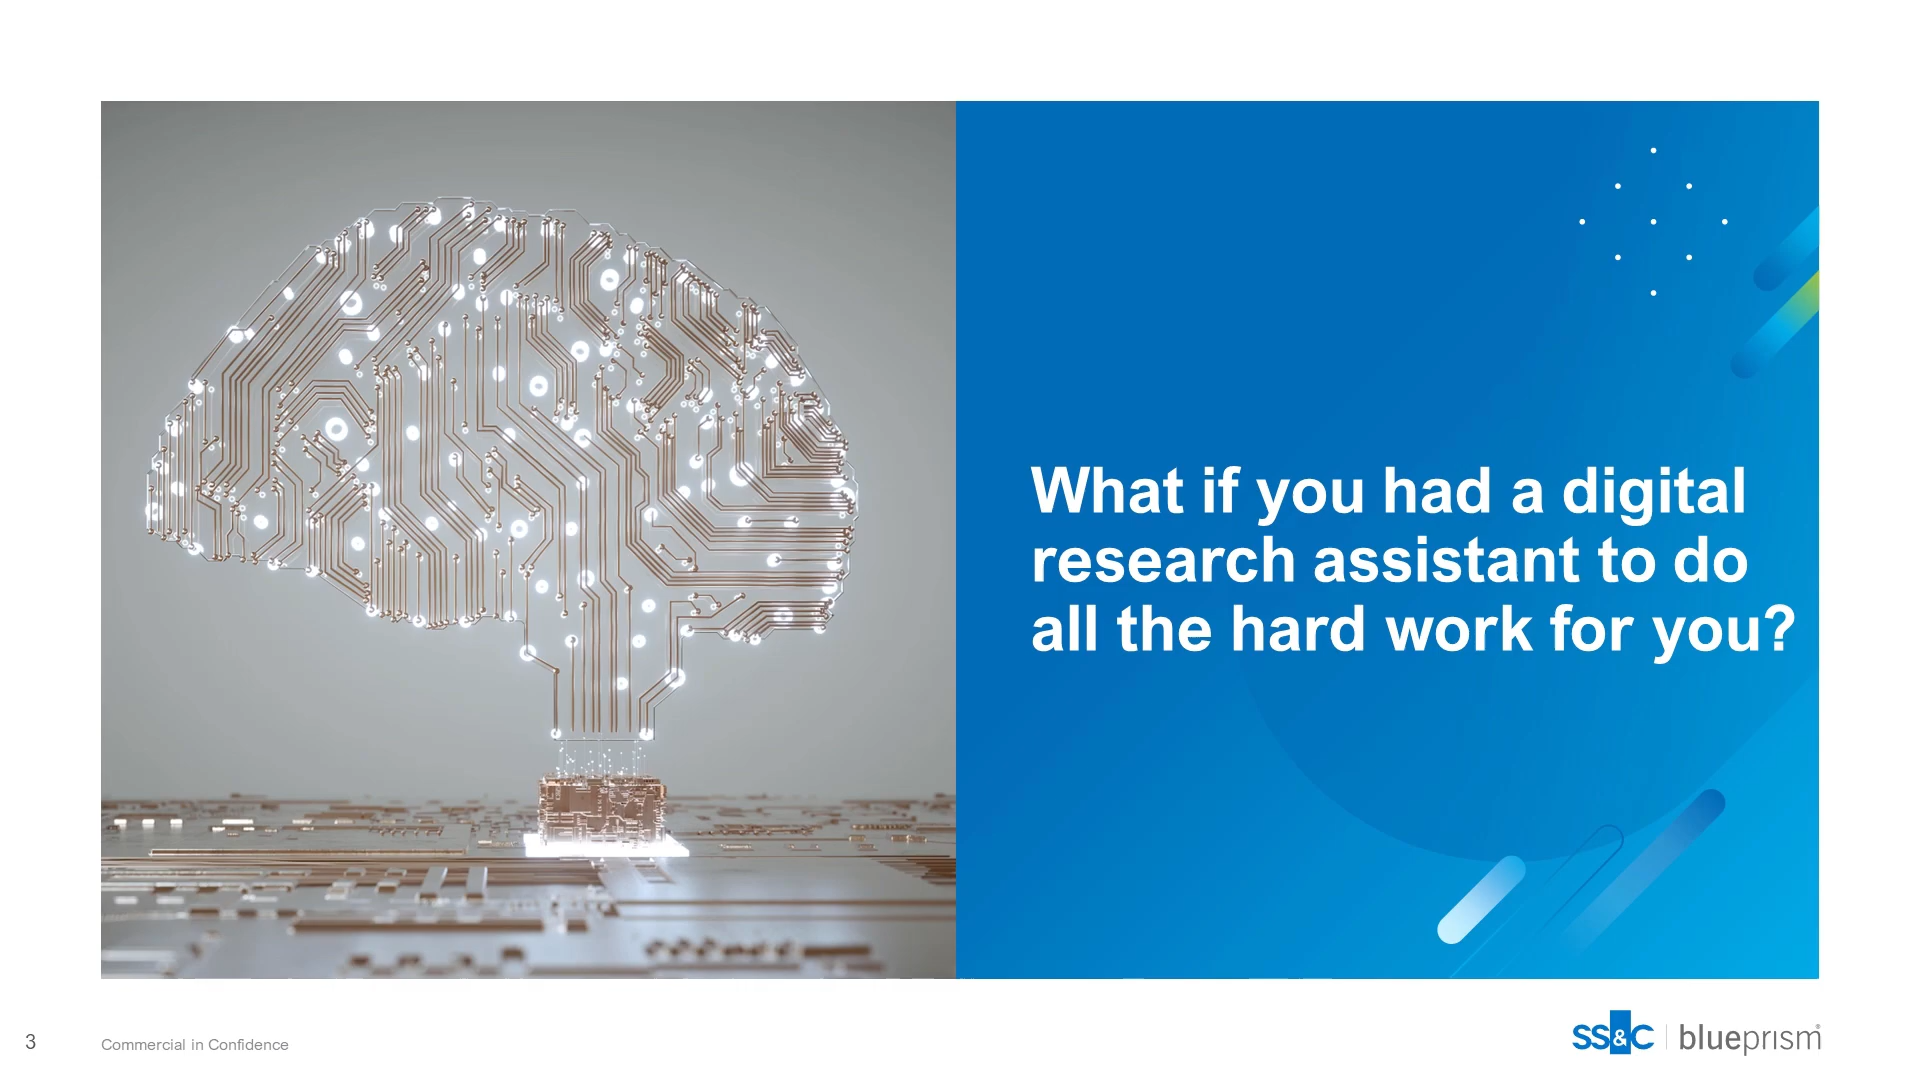 What if you had a digital
research assistant to do
all the hard work for you?
3
Commercial in Confidence
SS&C
blueprism®